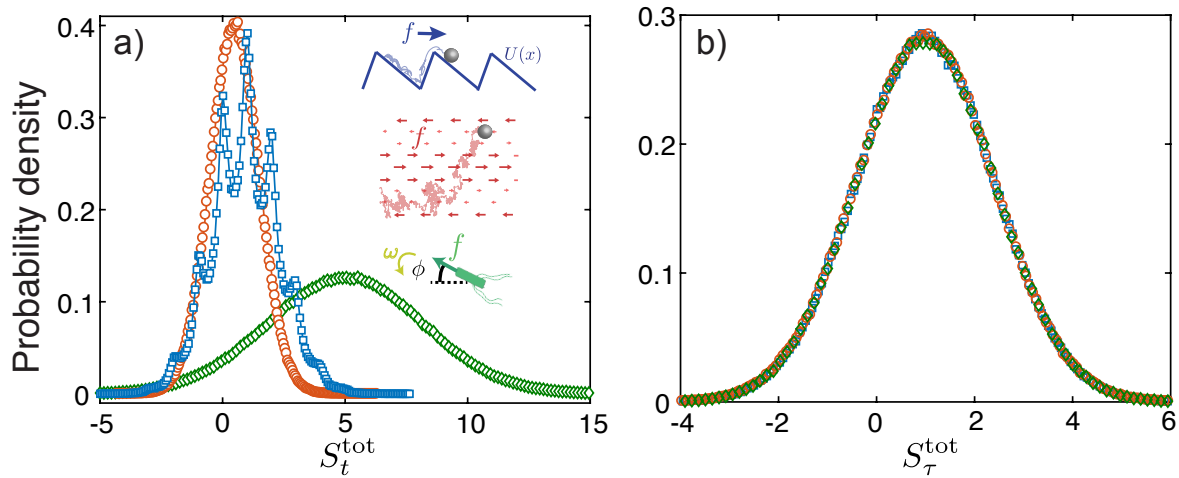 a)
f
U(x)
f
ω
ϕ
f
Probability density
0.4
0.3
0.2
0.1
0
-5
0
5
10
15
S_t^tot
b)
0.3
0.2
0.1
0
-4
-2
0
2
4
6
S_τ^tot